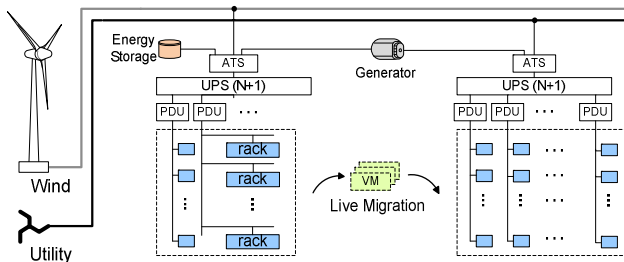 Energy
Storage
ATS
Generator
ATS
UPS (N+1)
UPS (N+1)
PDU PDU ...
PDU PDU ... PDU
rack
rack
rack
VM
Live Migration
Wind
Utility